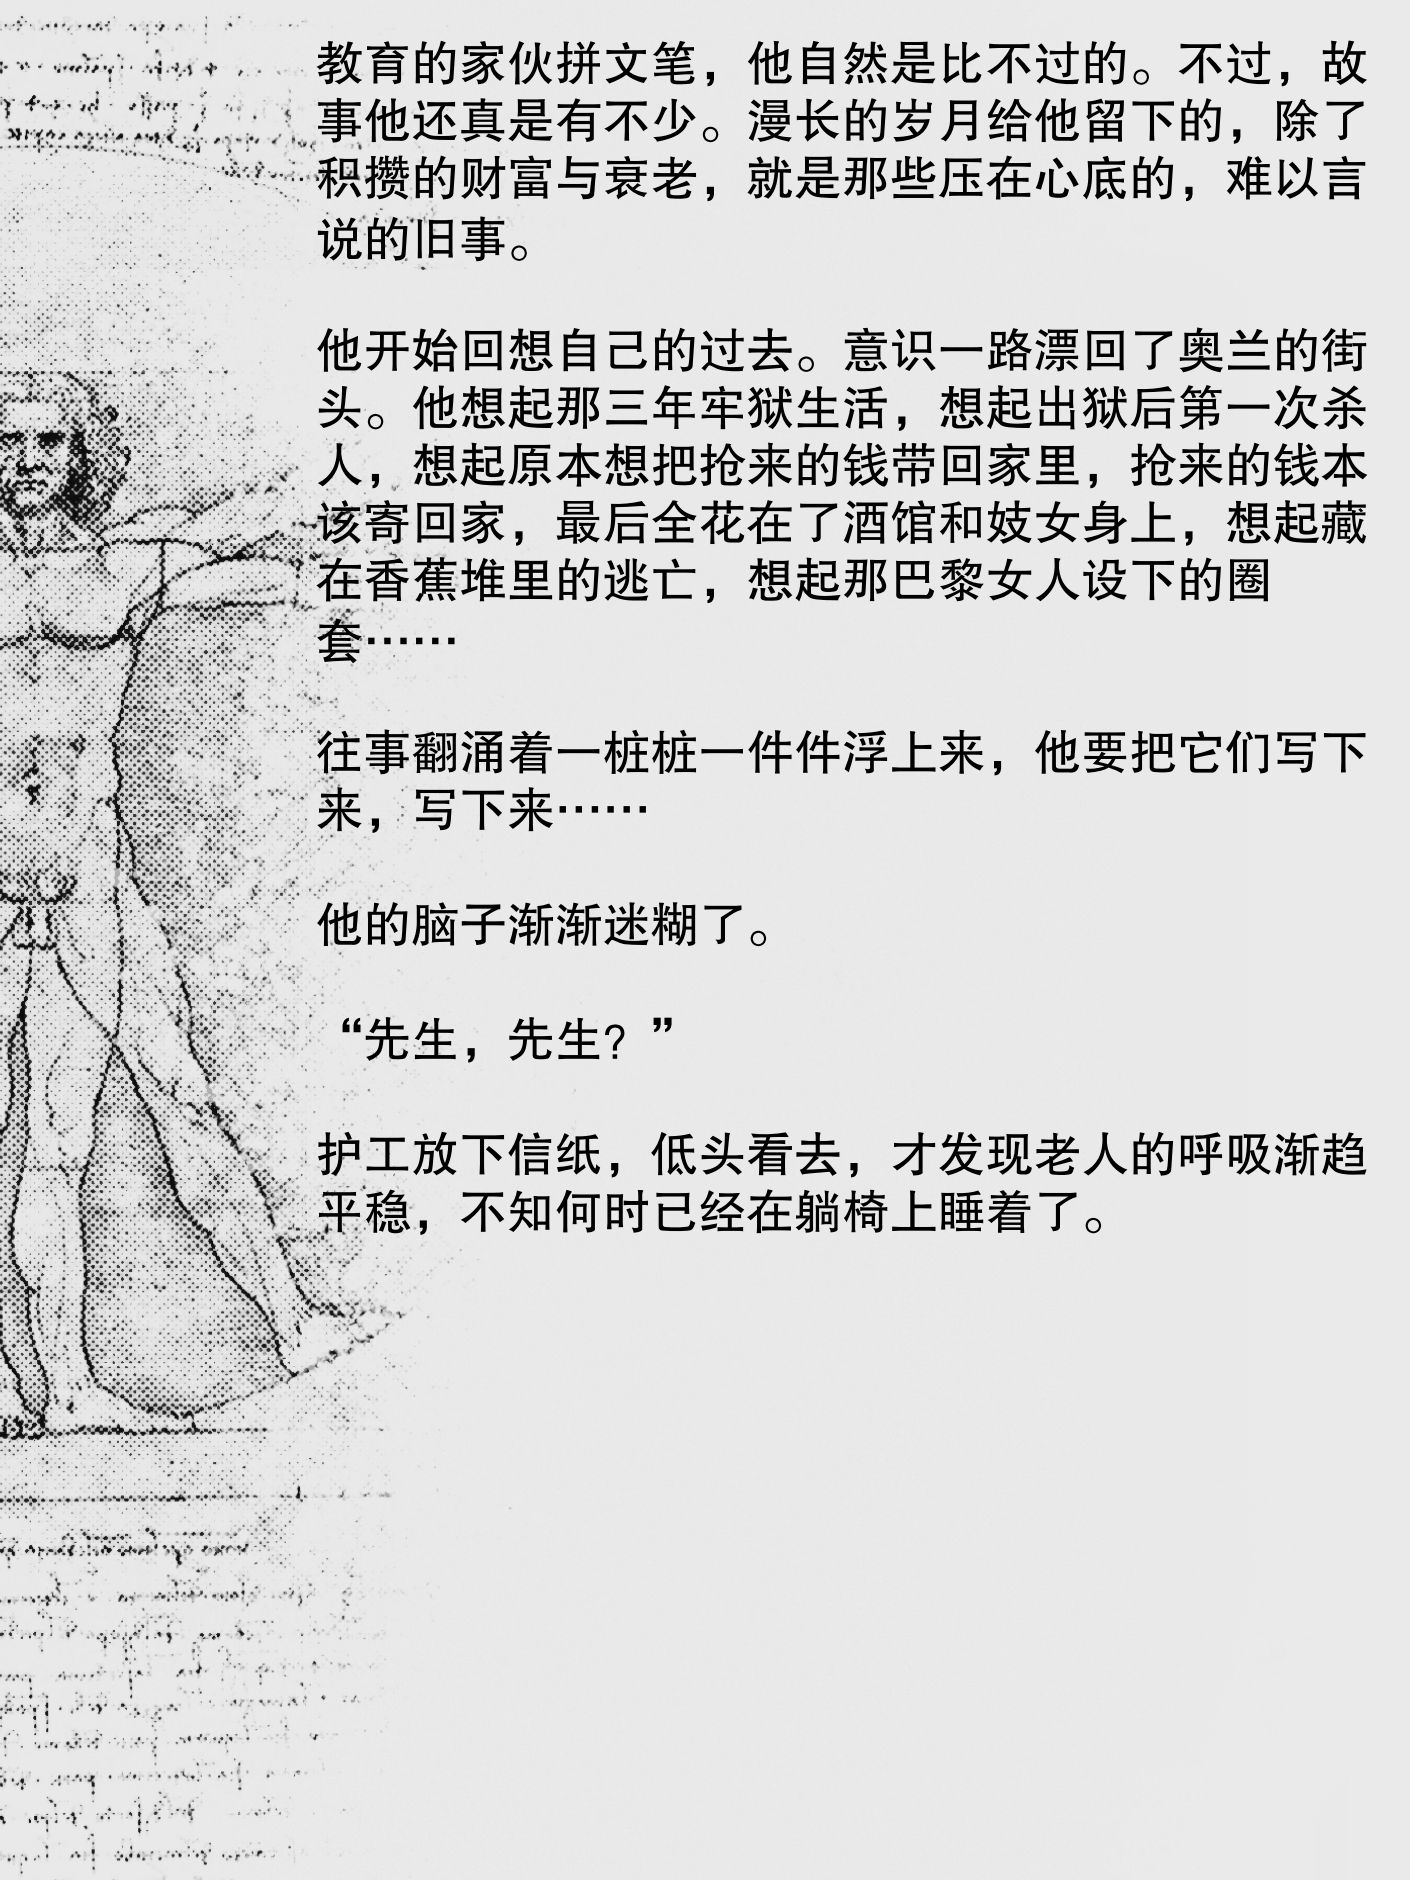 教育的家伙拼文笔，他自然是比不过的。不过，故
事他还真是有不少。漫长的岁月给他留下的，除了
积攒的财富与衰老，就是那些压在心底的，难以言
说的旧事。
他开始回想自己的过去。意识一路漂回了奥兰的街
头。他想起那三年牢狱生活，想起出狱后第一次杀
人，想起原本想把抢来的钱带回家里，抢来的钱本
该寄回家，最后全花在了酒馆和妓女身上，想起藏
在香蕉堆里的逃亡，想起那巴黎女人设下的圈
套……
往事翻涌着一桩桩一件件浮上来，他要把它们写下
来，写下来……
他的脑子渐渐迷糊了。
“先生，先生？”
护工放下信纸，低头看去，才发现老人的呼吸渐趋
平稳，不知何时已经在躺椅上睡着了。